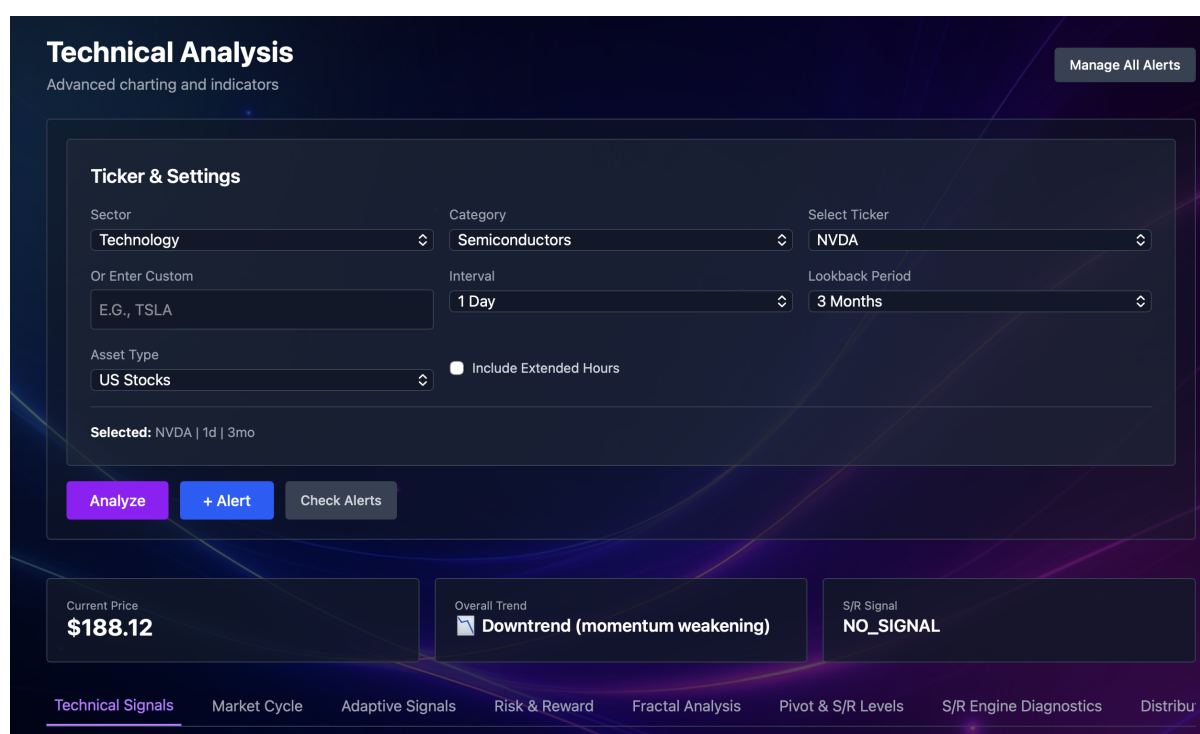 Technical Analysis
Advanced charting and indicators
Manage All Alerts
Ticker & Settings
Sector
Category
Select Ticker
Technology
Semiconductors
NVDA
Or Enter Custom
Interval
Lookback Period
E.G., TSLA
1 Day
3 Months
Asset Type
US Stocks
Include Extended Hours
Selected: NVDA | 1d | 3mo
Analyze
+ Alert
Check Alerts
Current Price
$188.12
Overall Trend
Downtrend (momentum weakening)
S/R Signal
NO_SIGNAL
Technical Signals
Market Cycle
Adaptive Signals
Risk & Reward
Fractal Analysis
Pivot & S/R Levels
S/R Engine Diagnostics
Distribu